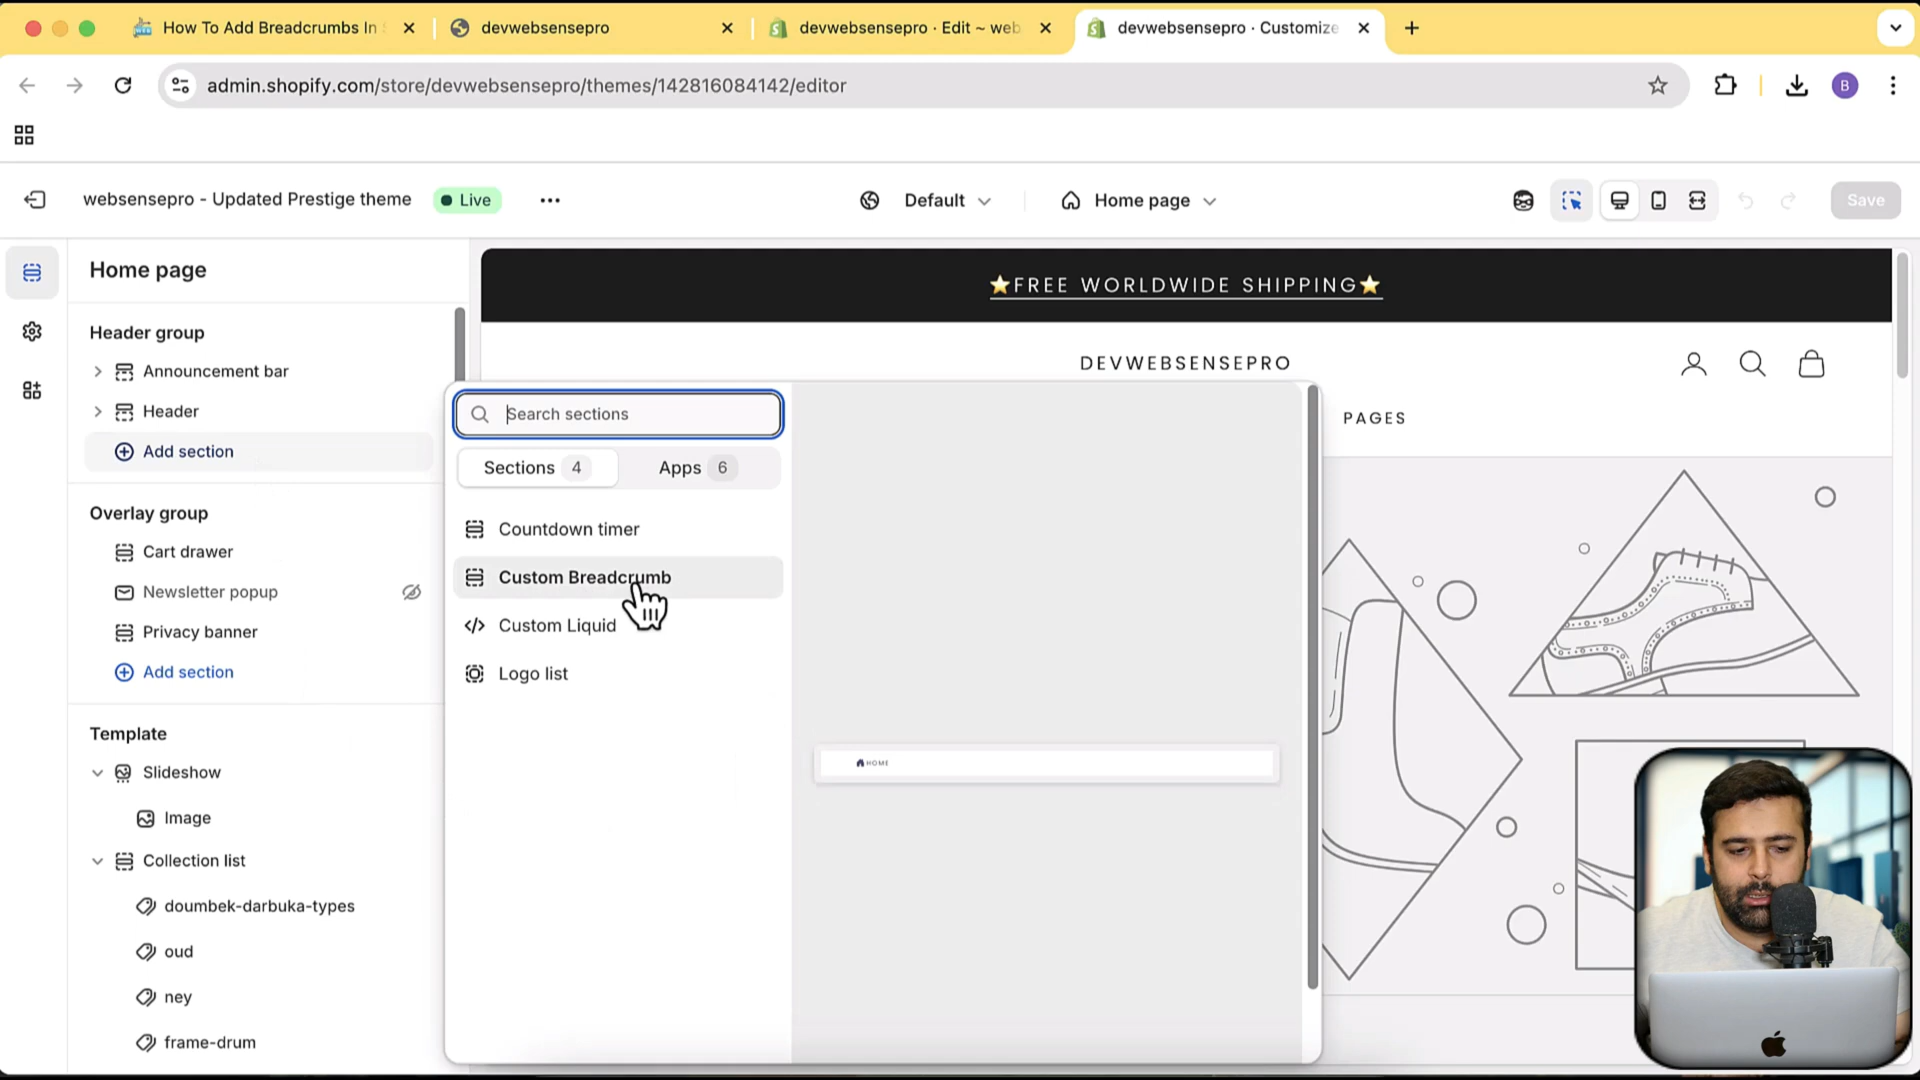 How To Add Breadcrumbs In
devwebsensepro
devwebsensepro · Edit ~ web
devwebsensepro · Customize
admin.shopify.com/store/devwebsensepro/themes/142816084142/editor
B
websensepro - Updated Prestige theme
Live
Default
Home page
Save
Home page
Header group
Announcement bar
Header
Add section
Overlay group
Cart drawer
Newsletter popup
Privacy banner
Add section
Template
Slideshow
Image
Collection list
doumbek-darbuka-types
oud
ney
frame-drum
Search sections
Sections 4
Apps 6
Countdown timer
Custom Breadcrumb
Custom Liquid
Logo list
HOME
⭐FREE WORLDWIDE SHIPPING⭐
DEVWEBSENSEPRO
PAGES